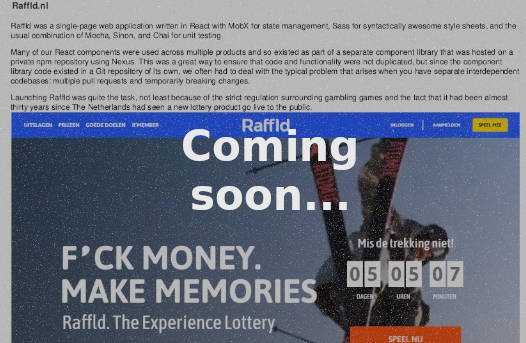 Raffld.nl
Raffld was a single-page web application written in React with MobX for state management, Sass for syntactically awesome style sheets, and the
usual combination of Mocha, Sinon, and Chai for unit testing.
Many of our React components were used across multiple products and so existed as part of a separate component library that was hosted on a
private npm repository using Nexus. This was a great way to ensure that code and functionality were not duplicated, but since the component
library code existed in a Git repository of its own, we often had to deal with the typical problem that arises when you have separate interdependent
codebases: multiple pull requests and temporarily breaking changes.
Launching Raffld was quite the task, not least because of the strict regulation surrounding gambling games and the fact that it had been almost
thirty years since The Netherlands had seen a new lottery product go live to the public.
UITSLAGEN PRIJZEN GOEDE DOELEN R'MEMBER Raffld INLOGGEN AANMELDEN SPEEL MEE
Coming
soon...
F*CK MONEY.
MAKE MEMORIES
Raffld. The Experience Lottery
Mis de trekking niet!
05 05 07
DAGEN UREN MINUTEN
SPEEL NU